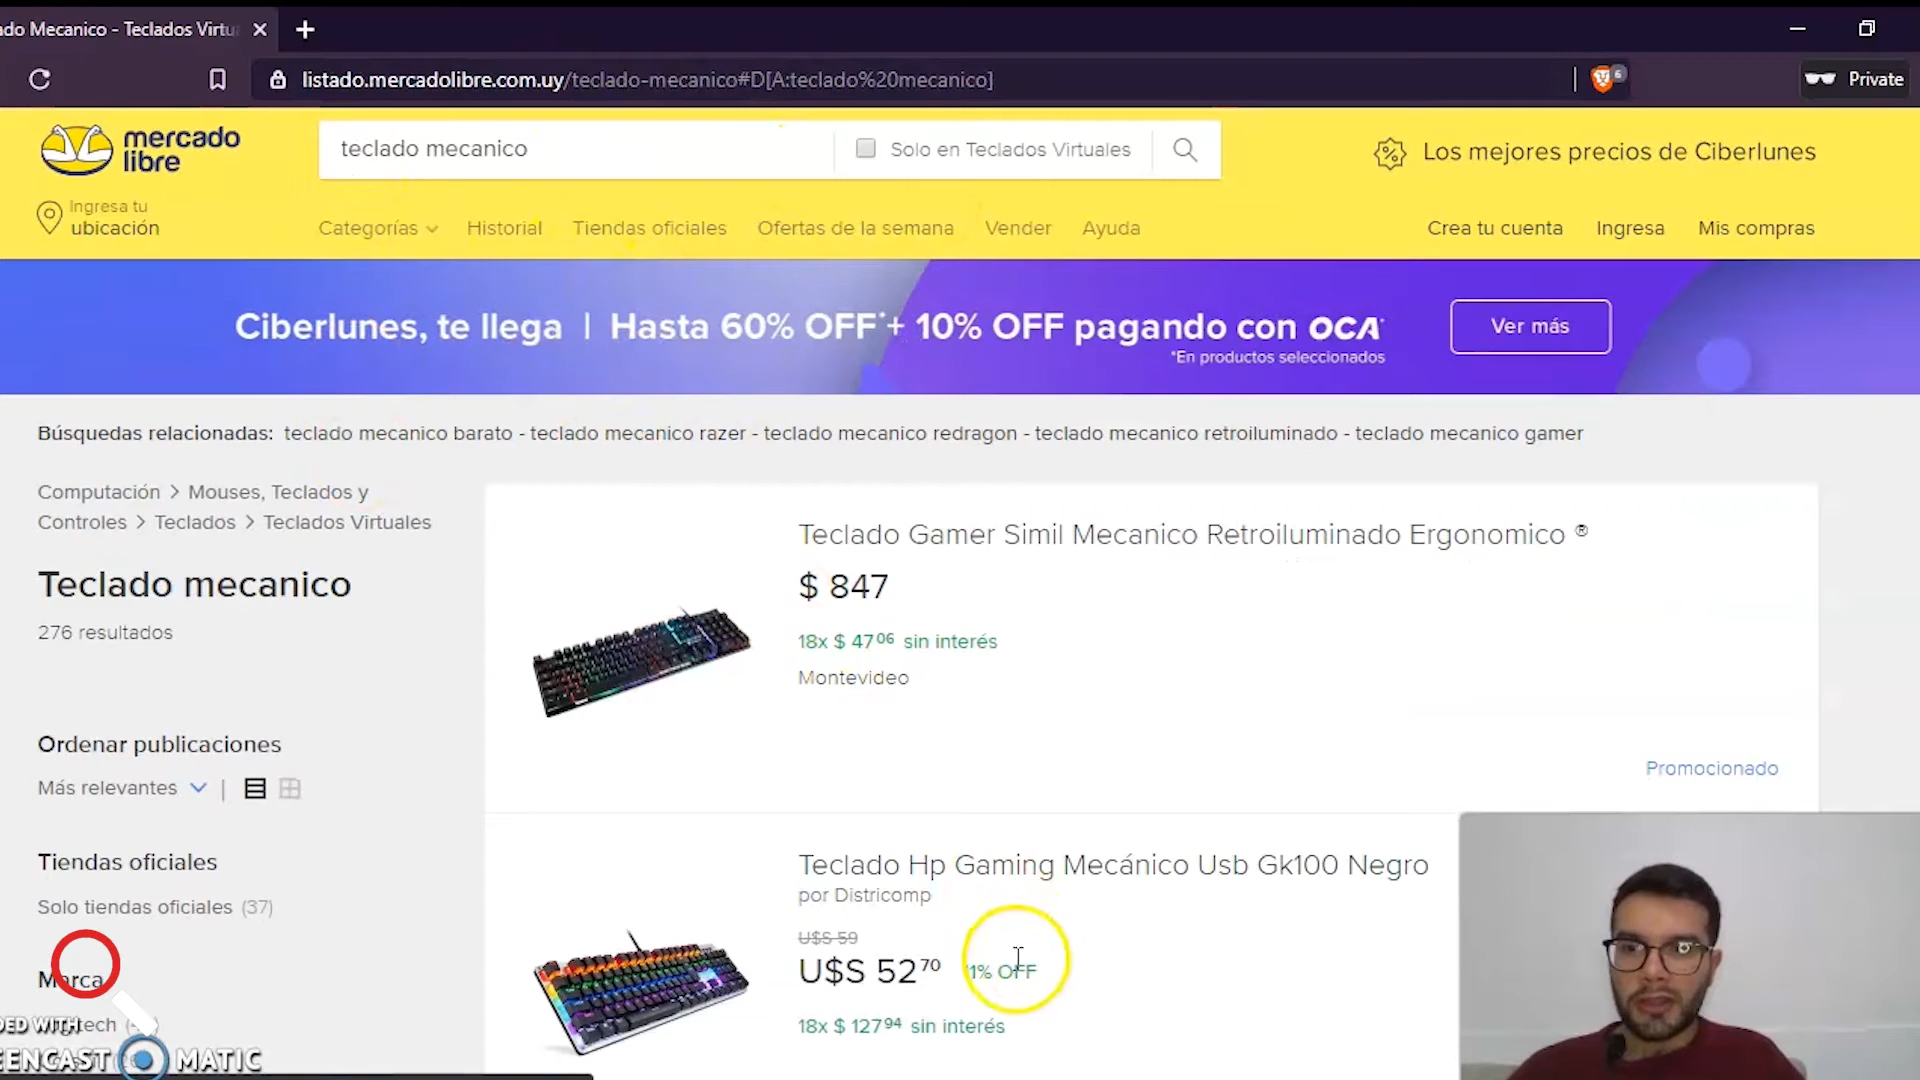 do Mecanico - Teclados Virtu
listado.mercadolibre.com.uy/teclado-mecanico#D[A:teclado%20mecanico]
6
Private
mercado
libre
teclado mecanico
Solo en Teclados Virtuales
Los mejores precios de Ciberlunes
Ingresa tu
ubicación
Categorías
Historial
Tiendas oficiales
Ofertas de la semana
Vender
Ayuda
Crea tu cuenta
Ingresa
Mis compras
Ciberlunes, te llega | Hasta 60% OFF*+ 10% OFF pagando con OCA*
*En productos seleccionados
Ver más
Búsquedas relacionadas: teclado mecanico barato - teclado mecanico razer - teclado mecanico redragon - teclado mecanico retroiluminado - teclado mecanico gamer
Computación > Mouses, Teclados y
Controles > Teclados > Teclados Virtuales
Teclado mecanico
276 resultados
Ordenar publicaciones
Más relevantes
Tiendas oficiales
Solo tiendas oficiales (37)
Marca
Teclado Gamer Simil Mecanico Retroiluminado Ergonomico ®
$ 847
18x $ 47 06 sin interés
Montevideo
Promocionado
Teclado Hp Gaming Mecánico Usb Gk100 Negro
por Districomp
U$S 59
U$S 52 70
1% OFF
18x $ 127 94 sin interés
DED WITH
EENCAST MATIC